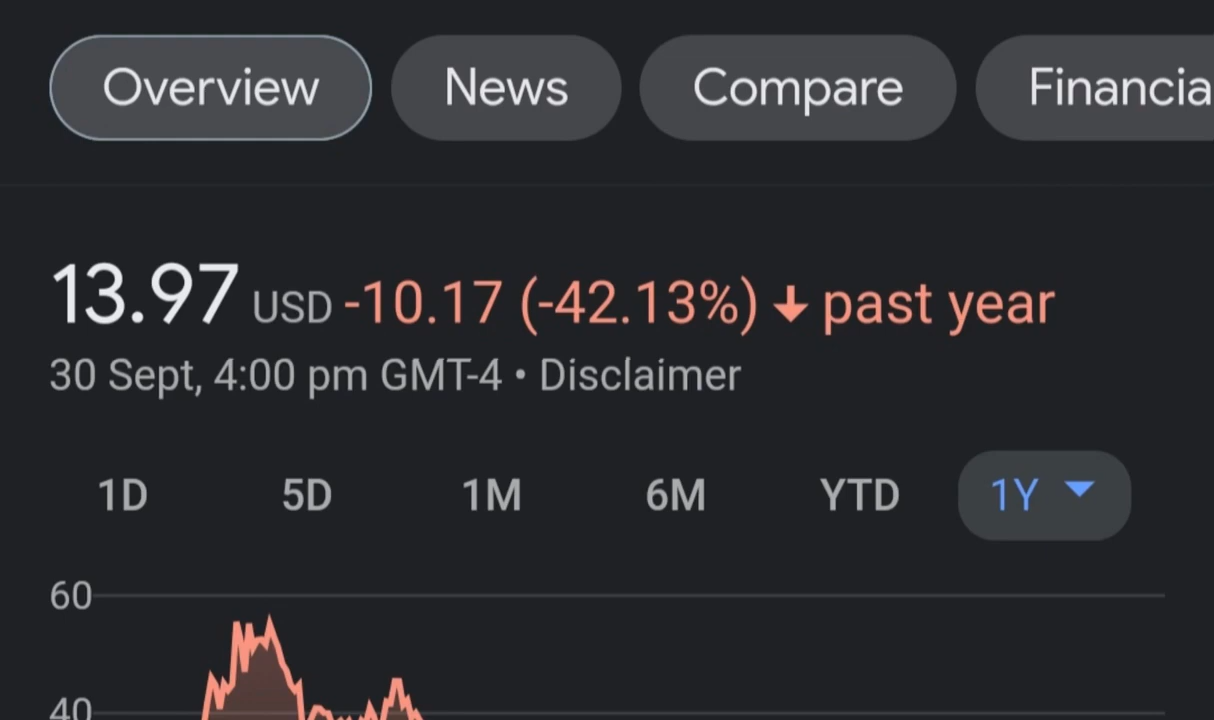 Overview News Compare Financia
13.97 USD -10.17 (-42.13%) ↓ past year
30 Sept, 4:00 pm GMT-4 • Disclaimer
1D 5D 1M 6M YTD 1Y
60
40